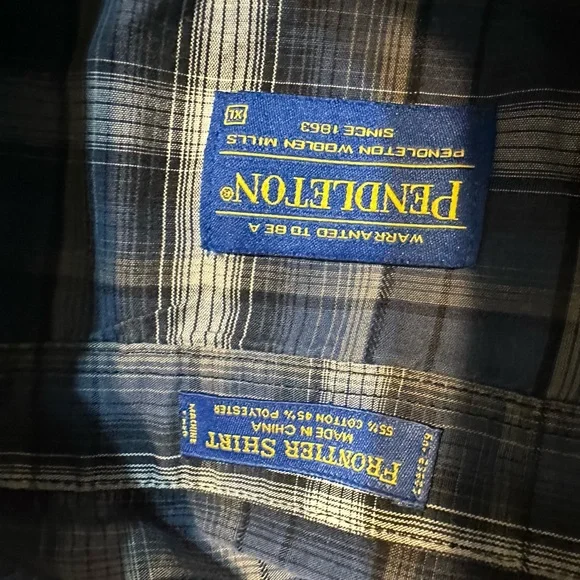 WARRANTED TO BE A
PENDLETON®
PENDLETON WOOLEN MILLS
SINCE 1863
XL
FRONTIER SHIRT
MADE IN CHINA
55% COTTON 45% POLYESTER
MACHINE